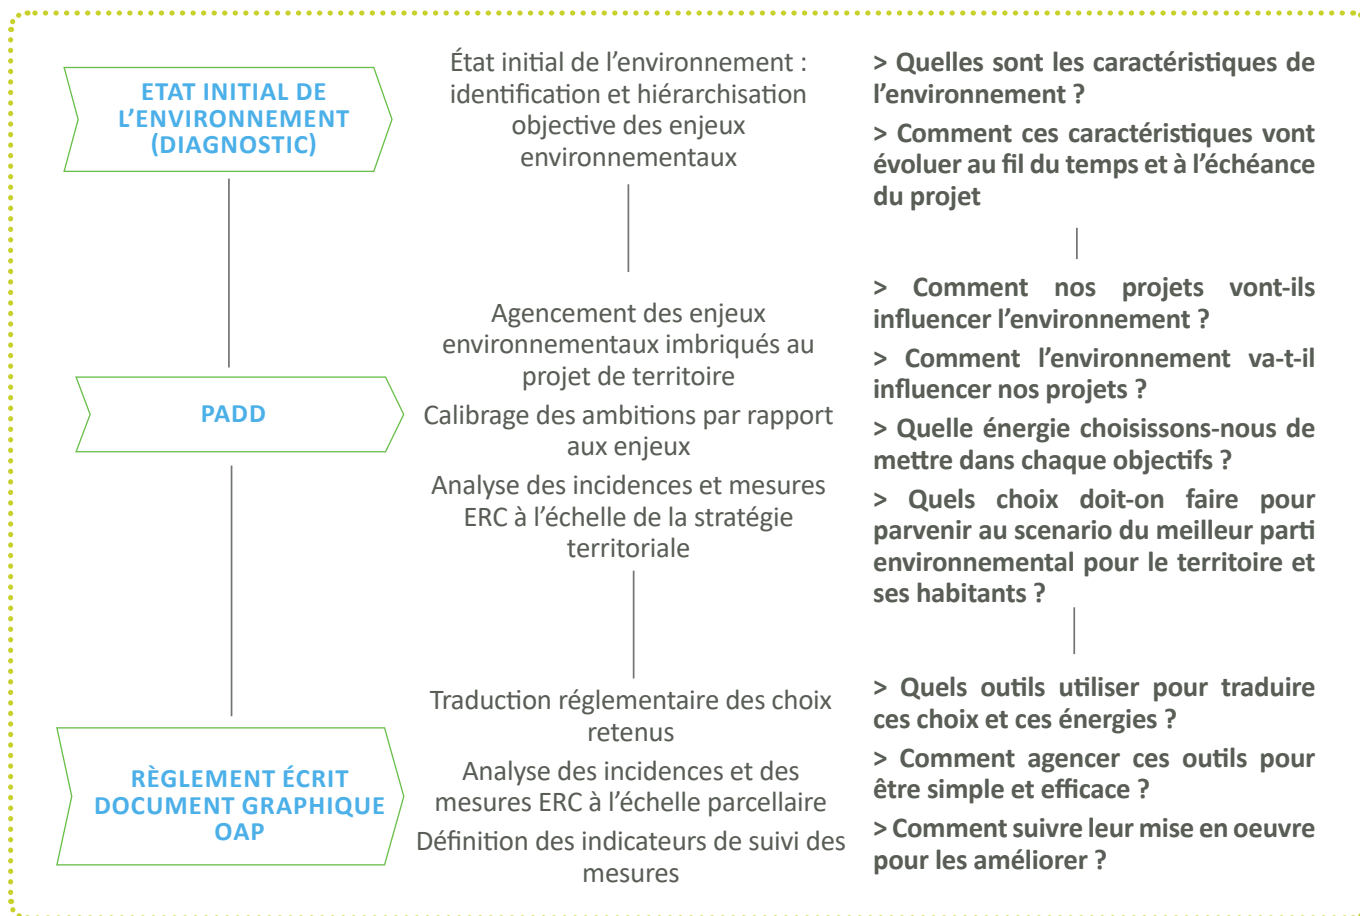 ETAT INITIAL DE
L’ENVIRONNEMENT
(DIAGNOSTIC)
État initial de l’environnement :
identification et hiérarchisation
objective des enjeux
environnementaux
> Quelles sont les caractéristiques de
l’environnement ?
> Comment ces caractéristiques vont
évoluer au fil du temps et à l’échéance
du projet
PADD
Agencement des enjeux
environnementaux imbriqués au
projet de territoire
Calibrage des ambitions par rapport
aux enjeux
Analyse des incidences et mesures
ERC à l’échelle de la stratégie
territoriale
> Comment nos projets vont-ils
influencer l’environnement ?
> Comment l’environnement va-t-il
influencer nos projets ?
> Quelle énergie choisissons-nous de
mettre dans chaque objectifs ?
> Quels choix doit-on faire pour
parvenir au scenario du meilleur parti
environnemental pour le territoire et
ses habitants ?
RÈGLEMENT ÉCRIT
DOCUMENT GRAPHIQUE
OAP
Traduction réglementaire des choix
retenus
Analyse des incidences et des
mesures ERC à l’échelle parcellaire
Définition des indicateurs de suivi des
mesures
> Quels outils utiliser pour traduire
ces choix et ces énergies ?
> Comment agencer ces outils pour
être simple et efficace ?
> Comment suivre leur mise en oeuvre
pour les améliorer ?